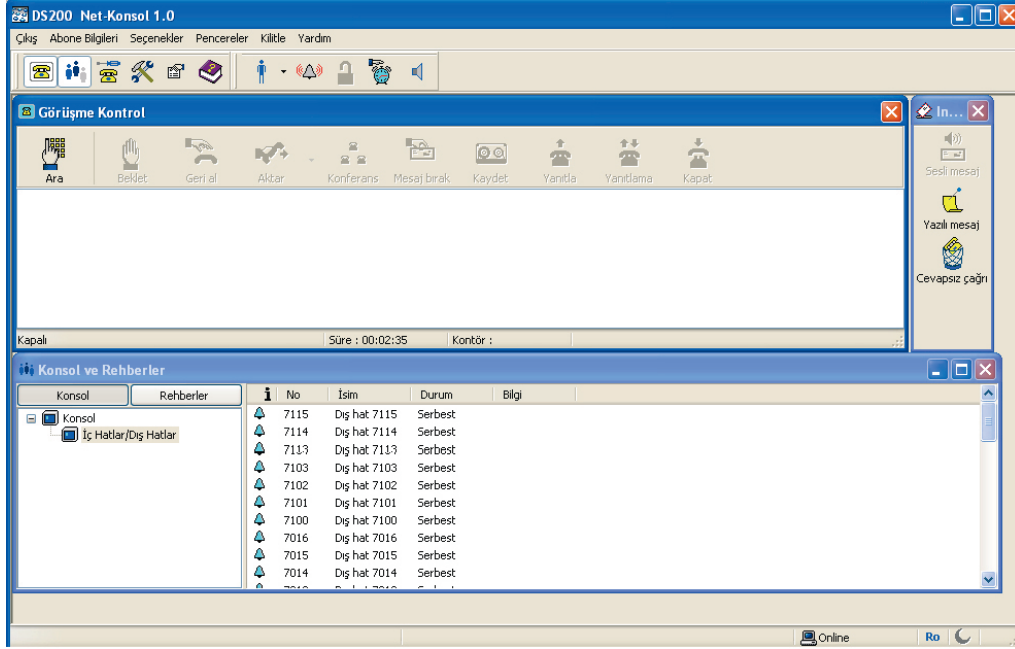 DS200 Net-Konsol 1.0
Çıkış Abone Bilgileri Seçenekler Pencereler Kilitle Yardım
Görüşme Kontrol
In...
Ara Beklet Geri al Aktar Konferans Mesaj bırak Kaydet Yanıtla Yanıtlama Kapat
Sesli mesaj
Yazılı mesaj
Cevapsız çağrı
Kapalı Süre : 00:02:35 Kontör :
Konsol ve Rehberler
Konsol Rehberler
Konsol
İç Hatlar/Dış Hatlar
i No İsim Durum Bilgi
7115 Dış hat 7115 Serbest
7114 Dış hat 7114 Serbest
7113 Dış hat 7113 Serbest
7103 Dış hat 7103 Serbest
7102 Dış hat 7102 Serbest
7101 Dış hat 7101 Serbest
7100 Dış hat 7100 Serbest
7016 Dış hat 7016 Serbest
7015 Dış hat 7015 Serbest
7014 Dış hat 7014 Serbest
Online Ro